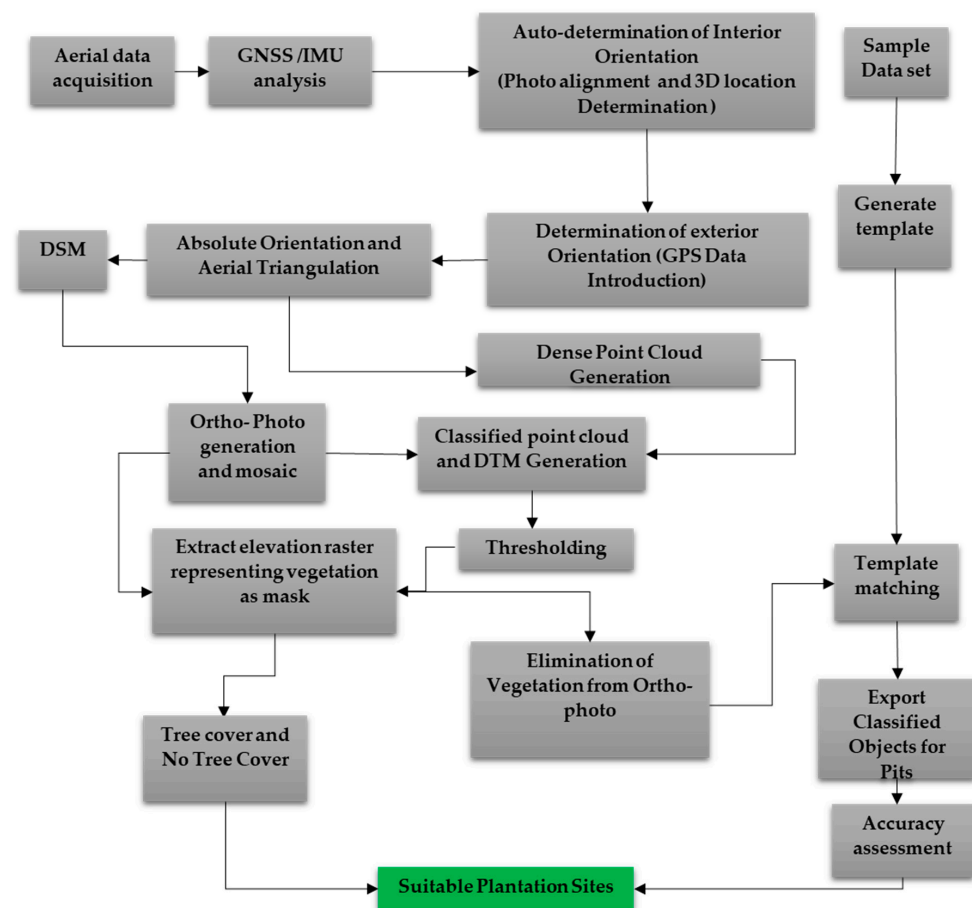 Aerial data
acquisition
GNSS /IMU
analysis
Auto-determination of Interior
Orientation
(Photo alignment and 3D location
Determination)
Sample
Data set
Generate
template
DSM
Absolute Orientation and
Aerial Triangulation
Determination of exterior
Orientation (GPS Data
Introduction)
Dense Point Cloud
Generation
Ortho- Photo
generation
and mosaic
Classified point cloud
and DTM Generation
Extract elevation raster
representing vegetation
as mask
Thresholding
Template
matching
Elimination of
Vegetation from Ortho-
photo
Export
Classified
Objects for
Pits
Tree cover and
No Tree Cover
Accuracy
assessment
Suitable Plantation Sites